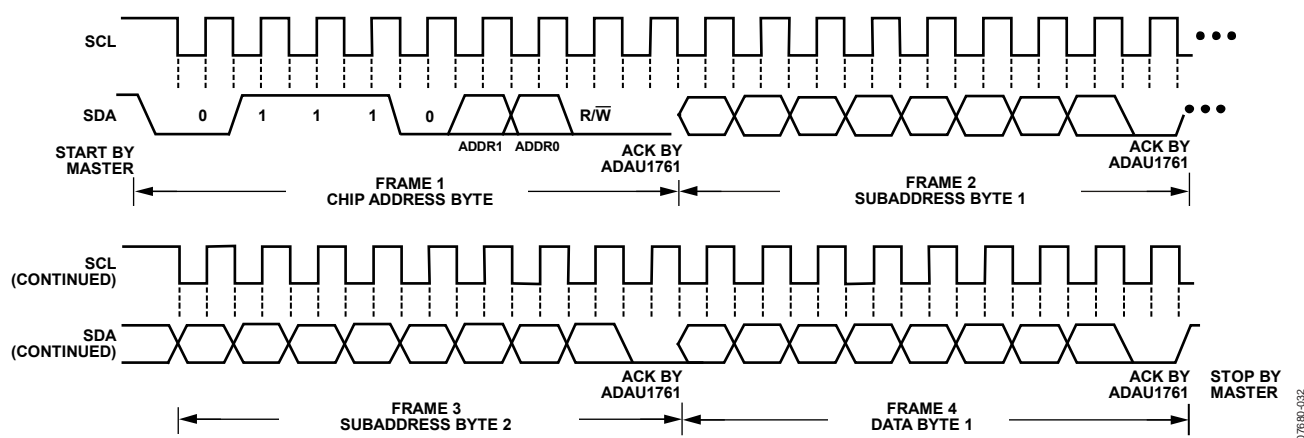 SCL
SDA
0 1 1 1 0 R/W̅
ADDR1 ADDR0
START BY
MASTER
ACK BY
ADAU1761
ACK BY
ADAU1761
FRAME 1
CHIP ADDRESS BYTE
FRAME 2
SUBADDRESS BYTE 1
SCL
(CONTINUED)
SDA
(CONTINUED)
ACK BY
ADAU1761
ACK BY
ADAU1761
STOP BY
MASTER
FRAME 3
SUBADDRESS BYTE 2
FRAME 4
DATA BYTE 1
07680-032